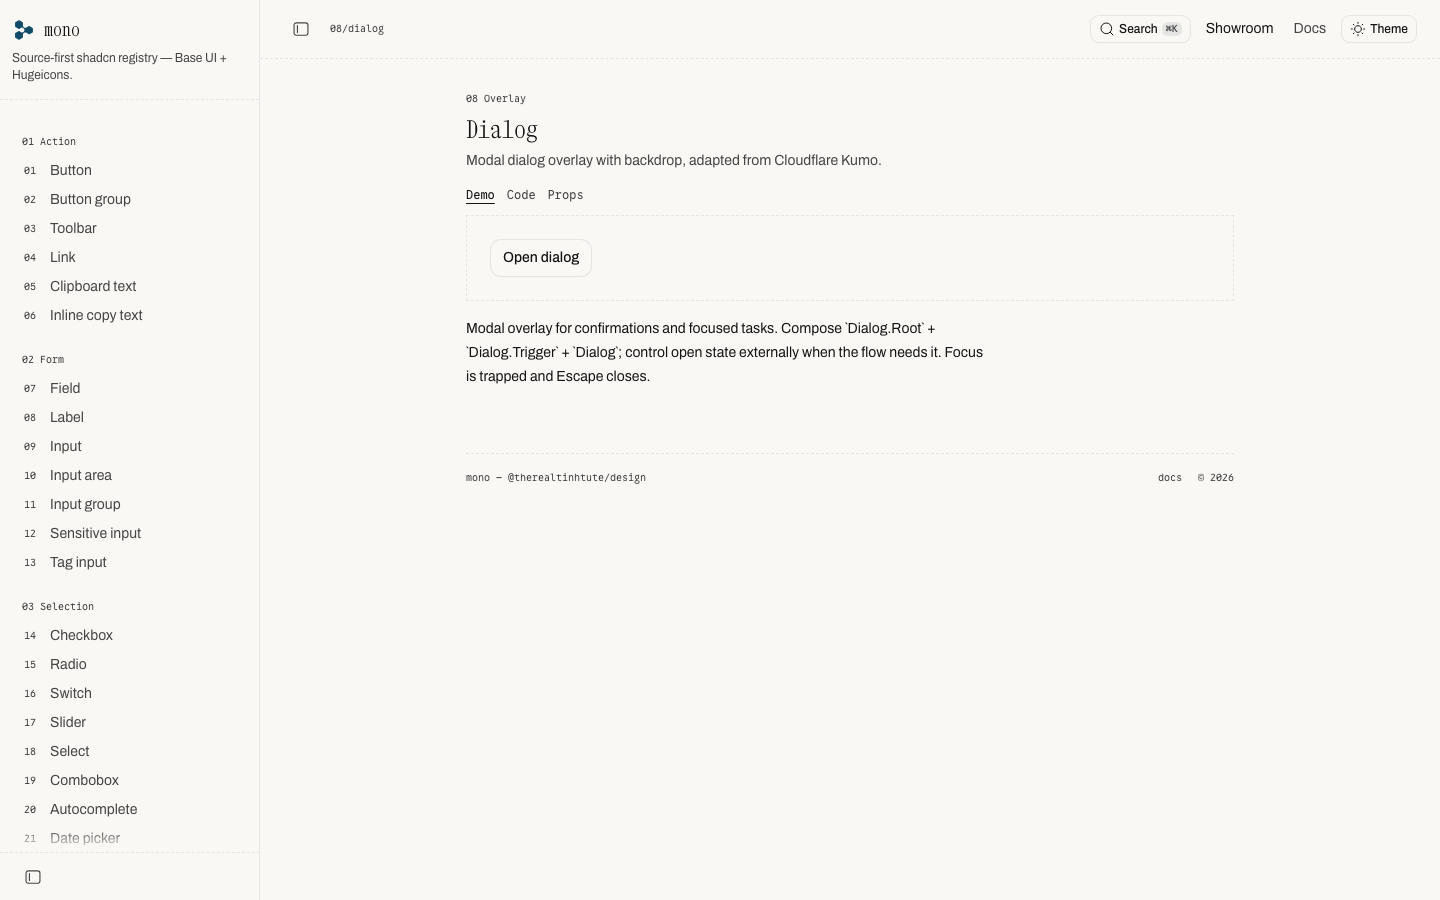 mono
Source-first shadcn registry — Base UI +
Hugeicons.
01 Action
01 Button
02 Button group
03 Toolbar
04 Link
05 Clipboard text
06 Inline copy text
02 Form
07 Field
08 Label
09 Input
10 Input area
11 Input group
12 Sensitive input
13 Tag input
03 Selection
14 Checkbox
15 Radio
16 Switch
17 Slider
18 Select
19 Combobox
20 Autocomplete
21 Date picker
08/dialog
Search ⌘K
Showroom
Docs
Theme
08 Overlay
Dialog
Modal dialog overlay with backdrop, adapted from Cloudflare Kumo.
Demo Code Props
Open dialog
Modal overlay for confirmations and focused tasks. Compose `Dialog.Root` +
`Dialog.Trigger` + `Dialog`; control open state externally when the flow needs it. Focus
is trapped and Escape closes.
mono — @therealtinhtute/design
docs © 2026